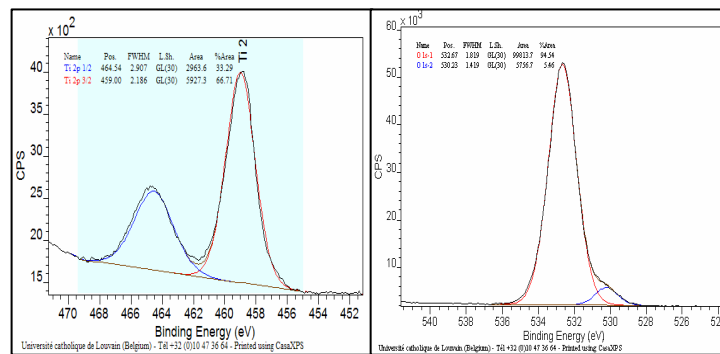 x 10²
Name Pos. FWHM L.Sh. Area %Area
Ti 2p 1/2 464.54 2.907 GL(30) 2963.6 33.29
Ti 2p 3/2 459.00 2.186 GL(30) 5927.3 66.71
Ti 2
40
35
30
25
20
15
CPS
470 468 466 464 462 460 458 456 454 452
Binding Energy (eV)
Université catholique de Louvain (Belgium) - Tél +32 (0)10 47 36 64 - Printed using CasaXPS
x 10³
60
Name Pos. FWHM L.Sh. Area %Area
O 1s-1 532.67 1.819 GL(30) 99813.7 94.54
O 1s-2 530.23 1.419 GL(30) 5756.7 5.46
50
40
30
20
10
CPS
540 538 536 534 532 530 528 526
Binding Energy (eV)
Université catholique de Louvain (Belgium) - Tél +32 (0)10 47 36 64 - Printed using CasaXPS